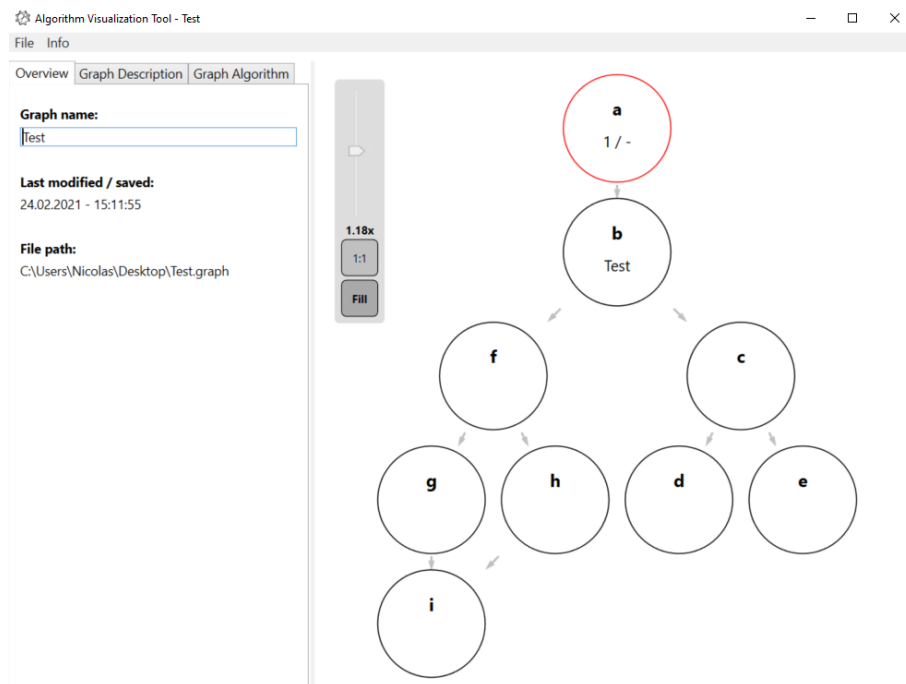 Algorithm Visualization Tool - Test
File Info
Overview Graph Description Graph Algorithm
Graph name:
Test
Last modified / saved:
24.02.2021 - 15:11:55
File path:
C:\Users\Nicolas\Desktop\Test.graph
1.18x
1:1
Fill
a
1 / -
b
Test
f
c
g
h
d
e
i